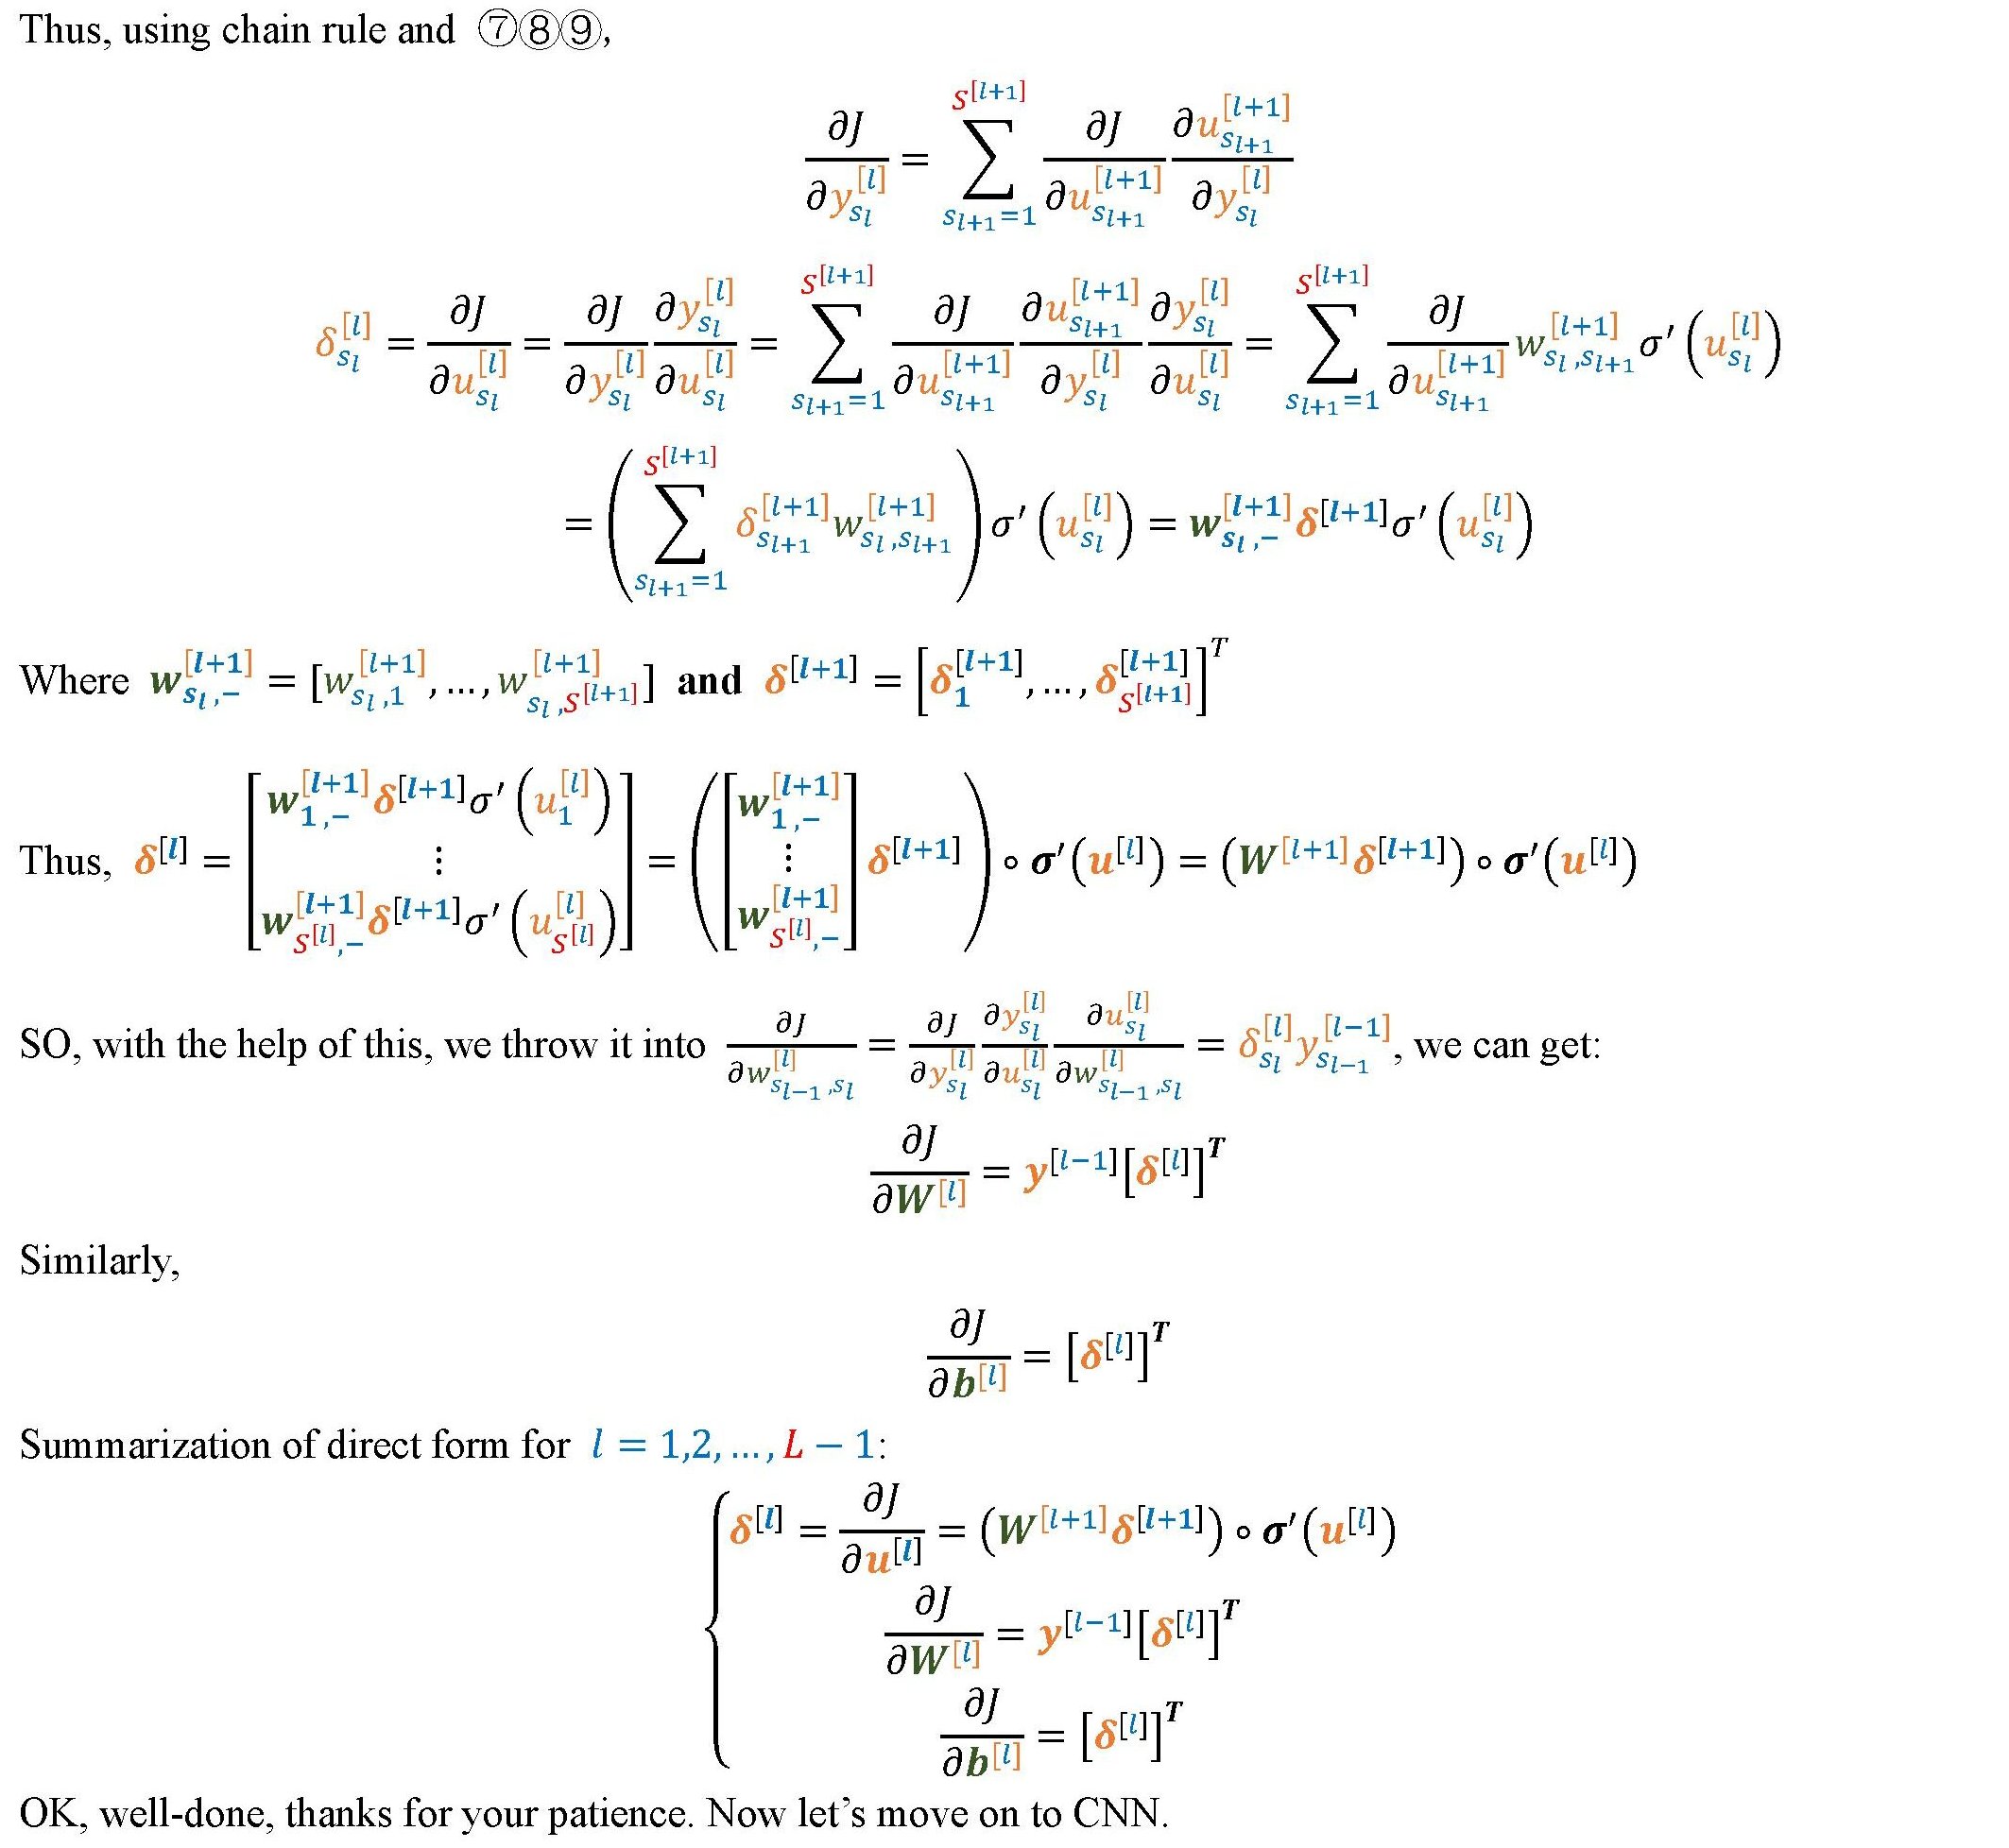 Thus, using chain rule and ⑦⑧⑨,
$\frac{\partial J}{\partial y_{s_l}^{[l]}} = \sum_{s_{l+1}=1}^{S^{[l+1]}} \frac{\partial J}{\partial u_{s_{l+1}}^{[l+1]}} \frac{\partial u_{s_{l+1}}^{[l+1]}}{\partial y_{s_l}^{[l]}}$
$\delta_{s_l}^{[l]} = \frac{\partial J}{\partial u_{s_l}^{[l]}} = \frac{\partial J}{\partial y_{s_l}^{[l]}} \frac{\partial y_{s_l}^{[l]}}{\partial u_{s_l}^{[l]}} = \sum_{s_{l+1}=1}^{S^{[l+1]}} \frac{\partial J}{\partial u_{s_{l+1}}^{[l+1]}} \frac{\partial u_{s_{l+1}}^{[l+1]}}{\partial y_{s_l}^{[l]}} \frac{\partial y_{s_l}^{[l]}}{\partial u_{s_l}^{[l]}} = \sum_{s_{l+1}=1}^{S^{[l+1]}} \frac{\partial J}{\partial u_{s_{l+1}}^{[l+1]}} w_{s_l,s_{l+1}}^{[l+1]} \sigma'\left(u_{s_l}^{[l]}\right)$
$= \left(\sum_{s_{l+1}=1}^{S^{[l+1]}} \delta_{s_{l+1}}^{[l+1]} w_{s_l,s_{l+1}}^{[l+1]}\right) \sigma'\left(u_{s_l}^{[l]}\right) = \boldsymbol{w}_{s_l,-}^{[l+1]} \boldsymbol{\delta}^{[l+1]} \sigma'\left(u_{s_l}^{[l]}\right)$
Where $\boldsymbol{w}_{s_l,-}^{[l+1]} = [w_{s_l,1}^{[l+1]}, \ldots, w_{s_l,S^{[l+1]}}^{[l+1]}]$ and $\boldsymbol{\delta}^{[l+1]} = \left[\boldsymbol{\delta}_1^{[l+1]}, \ldots, \boldsymbol{\delta}_{S^{[l+1]}}^{[l+1]}\right]^T$
Thus, $\boldsymbol{\delta}^{[l]} = \begin{bmatrix} \boldsymbol{w}_{1,-}^{[l+1]} \boldsymbol{\delta}^{[l+1]} \sigma'\left(u_1^{[l]}\right) \\ \vdots \\ \boldsymbol{w}_{S^{[l]},-}^{[l+1]} \boldsymbol{\delta}^{[l+1]} \sigma'\left(u_{S^{[l]}}^{[l]}\right) \end{bmatrix} = \left(\begin{bmatrix} \boldsymbol{w}_{1,-}^{[l+1]} \\ \vdots \\ \boldsymbol{w}_{S^{[l]},-}^{[l+1]} \end{bmatrix} \boldsymbol{\delta}^{[l+1]}\right) \circ \boldsymbol{\sigma}'(\boldsymbol{u}^{[l]}) = (\boldsymbol{W}^{[l+1]} \boldsymbol{\delta}^{[l+1]}) \circ \boldsymbol{\sigma}'(\boldsymbol{u}^{[l]})$
SO, with the help of this, we throw it into $\frac{\partial J}{\partial w_{s_{l-1},s_l}^{[l]}} = \frac{\partial J}{\partial y_{s_l}^{[l]}} \frac{\partial y_{s_l}^{[l]}}{\partial u_{s_l}^{[l]}} \frac{\partial u_{s_l}^{[l]}}{\partial w_{s_{l-1},s_l}^{[l]}} = \delta_{s_l}^{[l]} y_{s_{l-1}}^{[l-1]}$, we can get:
$\frac{\partial J}{\partial \boldsymbol{W}^{[l]}} = \boldsymbol{y}^{[l-1]} \left[\boldsymbol{\delta}^{[l]}\right]^T$
Similarly,
$\frac{\partial J}{\partial \boldsymbol{b}^{[l]}} = \left[\boldsymbol{\delta}^{[l]}\right]^T$
Summarization of direct form for $l = 1,2, \ldots, L - 1$:
$\begin{cases} \boldsymbol{\delta}^{[l]} = \frac{\partial J}{\partial \boldsymbol{u}^{[l]}} = (\boldsymbol{W}^{[l+1]} \boldsymbol{\delta}^{[l+1]}) \circ \boldsymbol{\sigma}'(\boldsymbol{u}^{[l]}) \\ \frac{\partial J}{\partial \boldsymbol{W}^{[l]}} = \boldsymbol{y}^{[l-1]} \left[\boldsymbol{\delta}^{[l]}\right]^T \\ \frac{\partial J}{\partial \boldsymbol{b}^{[l]}} = \left[\boldsymbol{\delta}^{[l]}\right]^T \end{cases}$
OK, well-done, thanks for your patience. Now let’s move on to CNN.